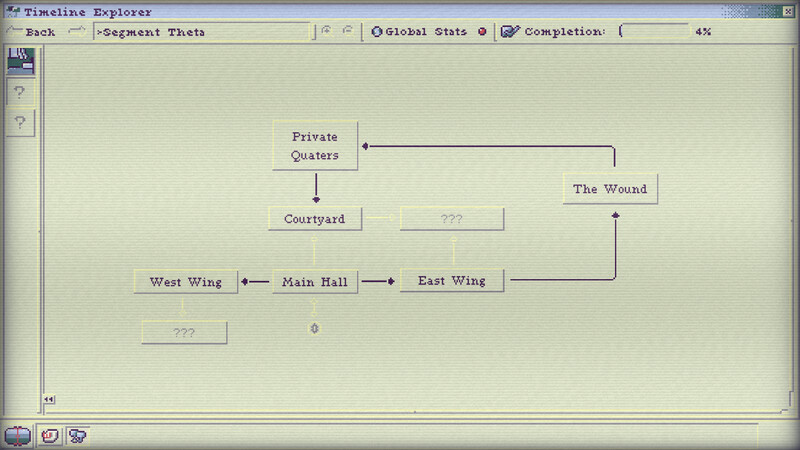 Timeline Explorer
Back
>Segment Theta
Global Stats
Completion:
4%
?
?
Private
Quaters
The Wound
Courtyard
???
West Wing
Main Hall
East Wing
???